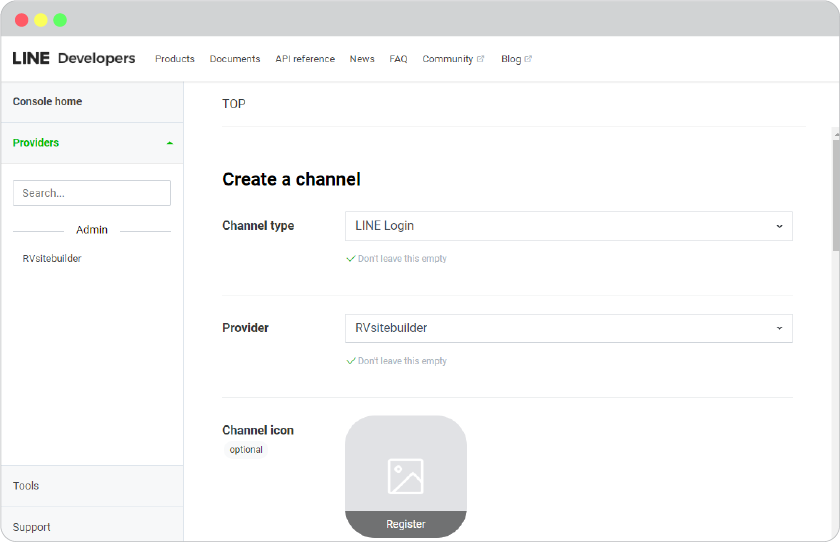 LINE Developers Products Documents API reference News FAQ Community Blog
Console home
Providers
Search...
Admin
RVsitebuilder
Tools
Support
TOP
Create a channel
Channel type LINE Login
Don't leave this empty
Provider RVsitebuilder
Don't leave this empty
Channel icon
optional
Register